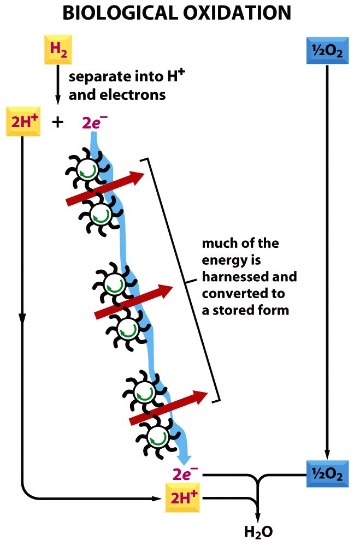 BIOLOGICAL OXIDATION
H₂
½O₂
separate into H⁺
and electrons
2H⁺ + 2e⁻
much of the
energy is
harnessed and
converted to
a stored form
2e⁻
½O₂
2H⁺
H₂O